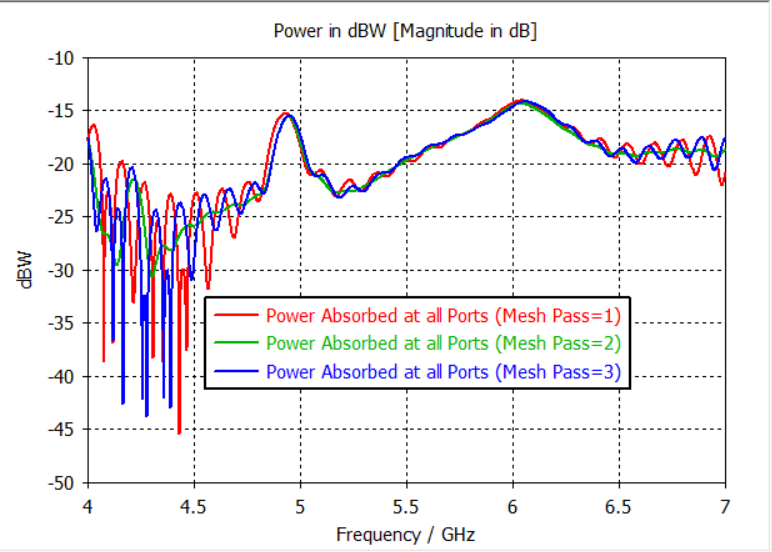 Power in dBW [Magnitude in dB]
-10
-15
-20
-25
-30
-35
-40
-45
-50
dBW
Power Absorbed at all Ports (Mesh Pass=1)
Power Absorbed at all Ports (Mesh Pass=2)
Power Absorbed at all Ports (Mesh Pass=3)
4 4.5 5 5.5 6 6.5 7
Frequency / GHz